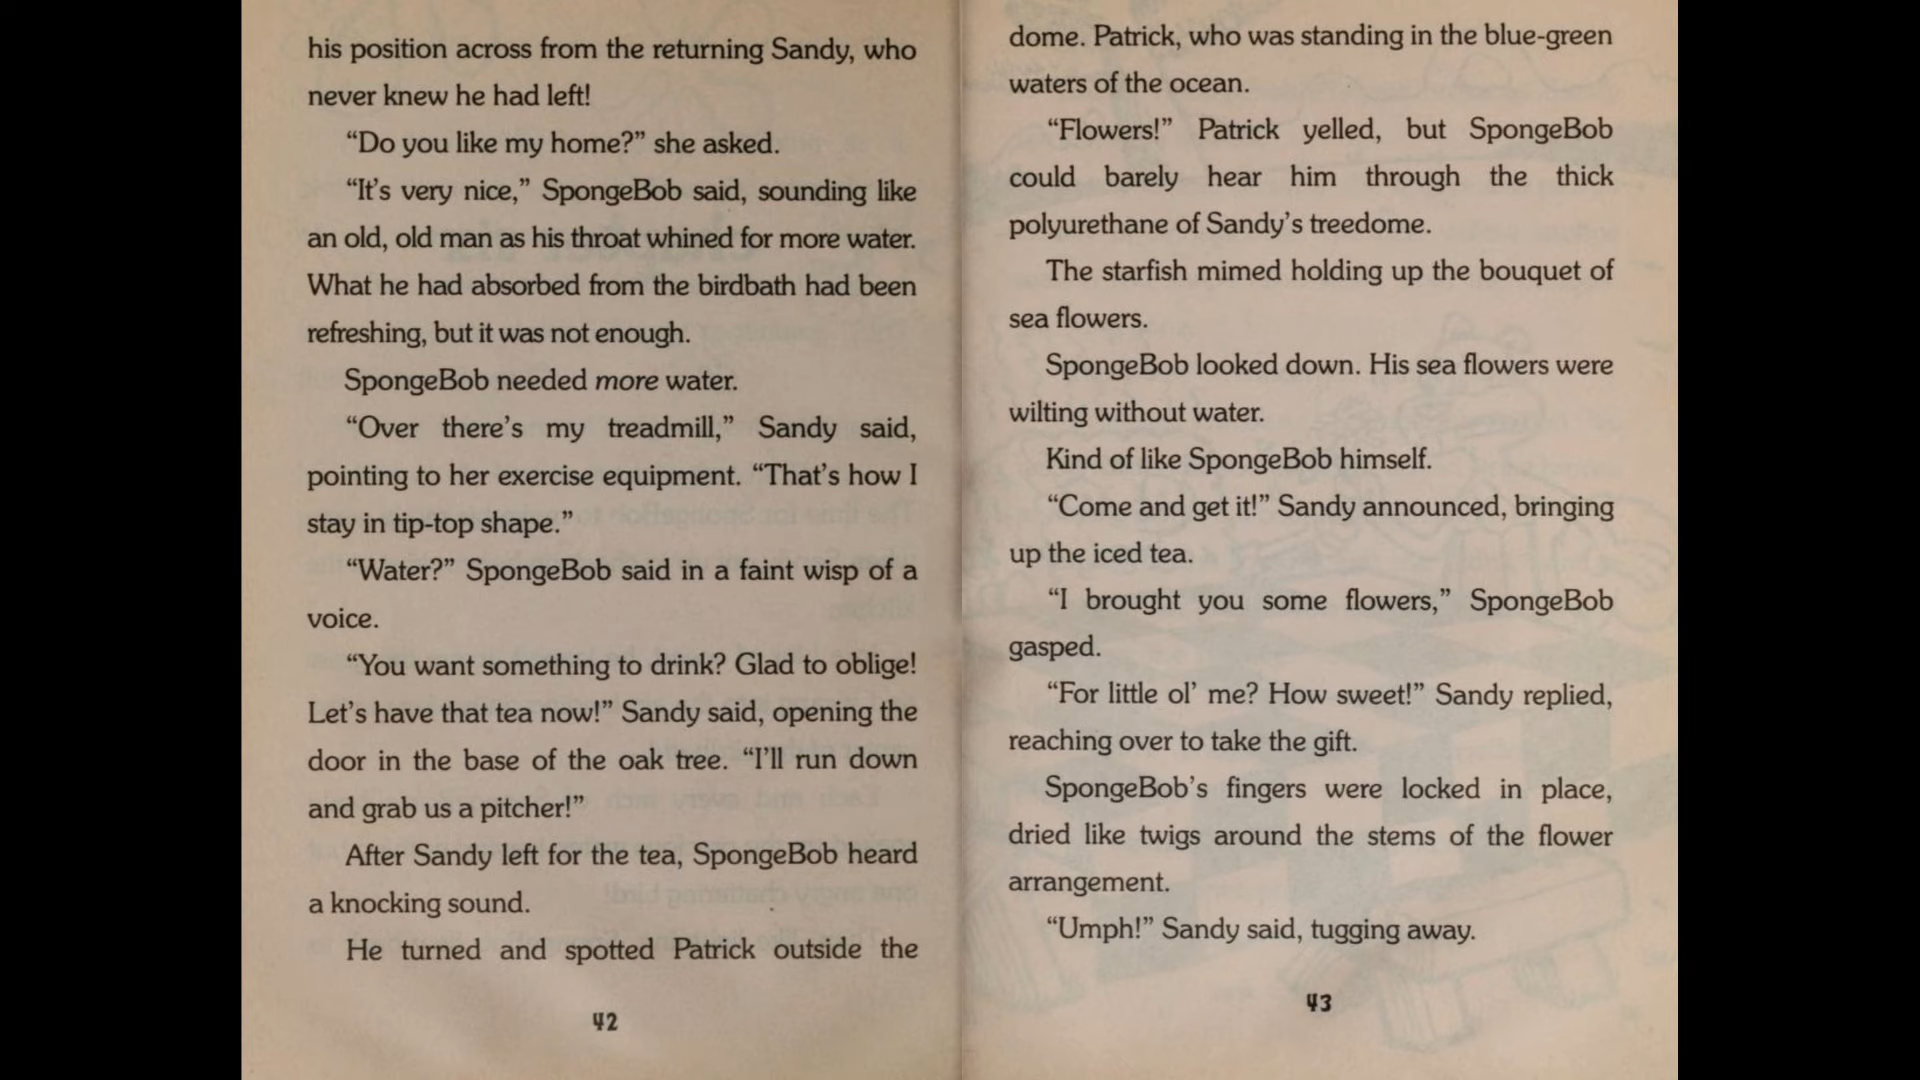 his position across from the returning Sandy, who
never knew he had left!
“Do you like my home?” she asked.
“It’s very nice,” SpongeBob said, sounding like
an old, old man as his throat whined for more water.
What he had absorbed from the birdbath had been
refreshing, but it was not enough.
SpongeBob needed more water.
“Over there’s my treadmill,” Sandy said,
pointing to her exercise equipment. “That’s how I
stay in tip-top shape.”
“Water?” SpongeBob said in a faint wisp of a
voice.
“You want something to drink? Glad to oblige!
Let’s have that tea now!” Sandy said, opening the
door in the base of the oak tree. “I’ll run down
and grab us a pitcher!”
After Sandy left for the tea, SpongeBob heard
a knocking sound.
He turned and spotted Patrick outside the
42
dome. Patrick, who was standing in the blue-green
waters of the ocean.
“Flowers!” Patrick yelled, but SpongeBob
could barely hear him through the thick
polyurethane of Sandy’s treedome.
The starfish mimed holding up the bouquet of
sea flowers.
SpongeBob looked down. His sea flowers were
wilting without water.
Kind of like SpongeBob himself.
“Come and get it!” Sandy announced, bringing
up the iced tea.
“I brought you some flowers,” SpongeBob
gasped.
“For little ol’ me? How sweet!” Sandy replied,
reaching over to take the gift.
SpongeBob’s fingers were locked in place,
dried like twigs around the stems of the flower
arrangement.
“Umph!” Sandy said, tugging away.
43